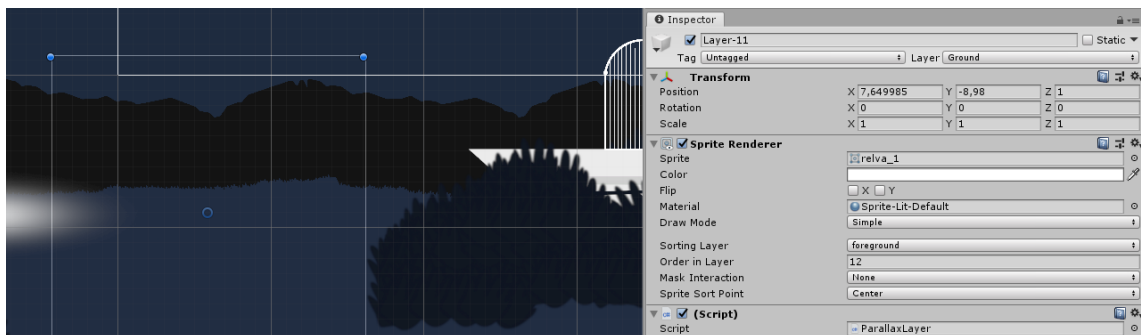 Inspector
Layer-11 Static
Tag Untagged Layer Ground
Transform
Position X 7,649985 Y -8,98 Z 1
Rotation X 0 Y 0 Z 0
Scale X 1 Y 1 Z 1
Sprite Renderer
Sprite relva_1
Color
Flip X Y
Material Sprite-Lit-Default
Draw Mode Simple
Sorting Layer foreground
Order in Layer 12
Mask Interaction None
Sprite Sort Point Center
(Script)
Script ParallaxLayer